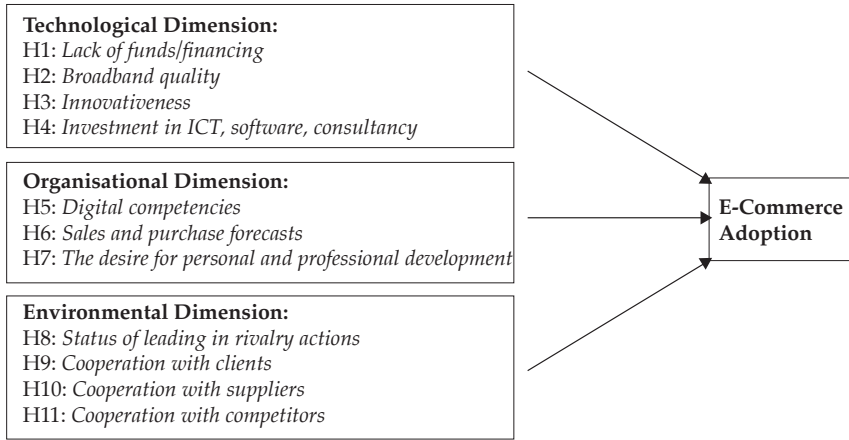 Technological Dimension:
H1: Lack of funds/financing
H2: Broadband quality
H3: Innovativeness
H4: Investment in ICT, software, consultancy
Organisational Dimension:
H5: Digital competencies
H6: Sales and purchase forecasts
H7: The desire for personal and professional development
Environmental Dimension:
H8: Status of leading in rivalry actions
H9: Cooperation with clients
H10: Cooperation with suppliers
H11: Cooperation with competitors
E-Commerce
Adoption